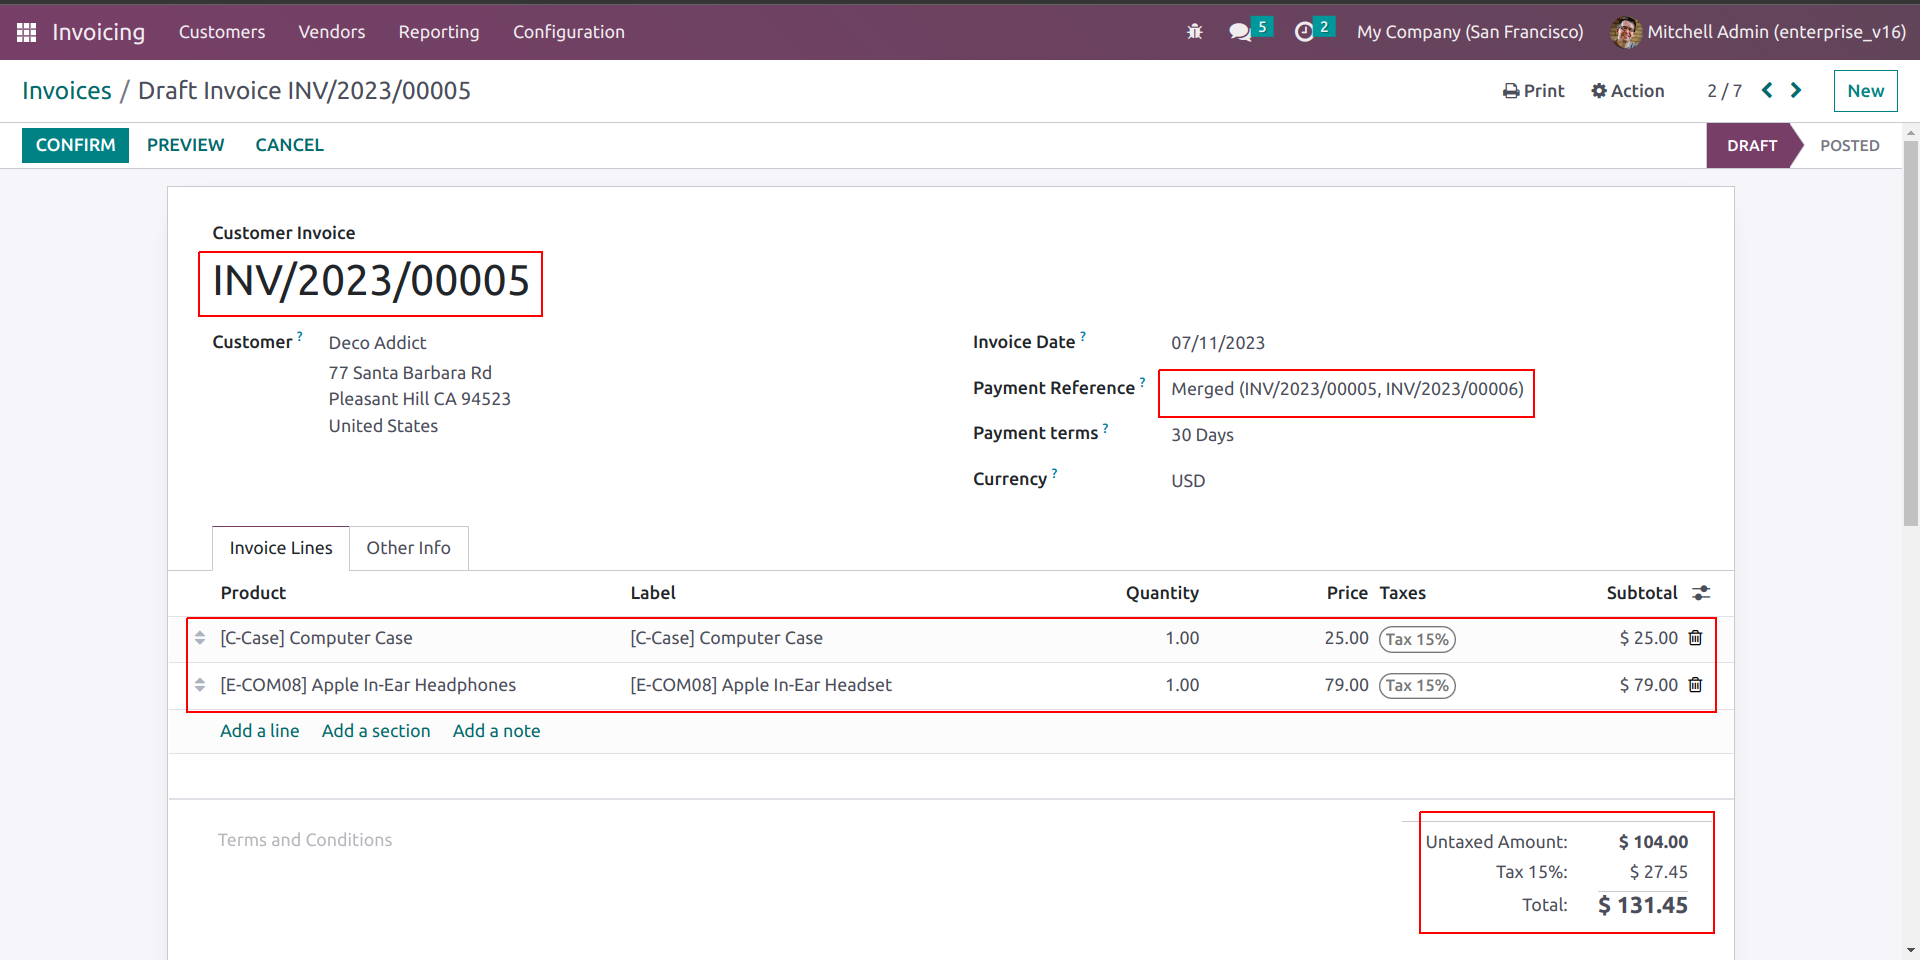 Invoicing Customers Vendors Reporting Configuration 5 2 My Company (San Francisco) Mitchell Admin (enterprise_v16)
Invoices / Draft Invoice INV/2023/00005 Print Action 2 / 7 New
CONFIRM PREVIEW CANCEL DRAFT POSTED
Customer Invoice
INV/2023/00005
Customer ? Deco Addict
77 Santa Barbara Rd
Pleasant Hill CA 94523
United States
Invoice Date ? 07/11/2023
Payment Reference ? Merged (INV/2023/00005, INV/2023/00006)
Payment terms ? 30 Days
Currency ? USD
Invoice Lines Other Info
Product Label Quantity Price Taxes Subtotal
[C-Case] Computer Case [C-Case] Computer Case 1.00 25.00 Tax 15% $ 25.00
[E-COM08] Apple In-Ear Headphones [E-COM08] Apple In-Ear Headset 1.00 79.00 Tax 15% $ 79.00
Add a line Add a section Add a note
Terms and Conditions
Untaxed Amount: $ 104.00
Tax 15%: $ 27.45
Total: $ 131.45